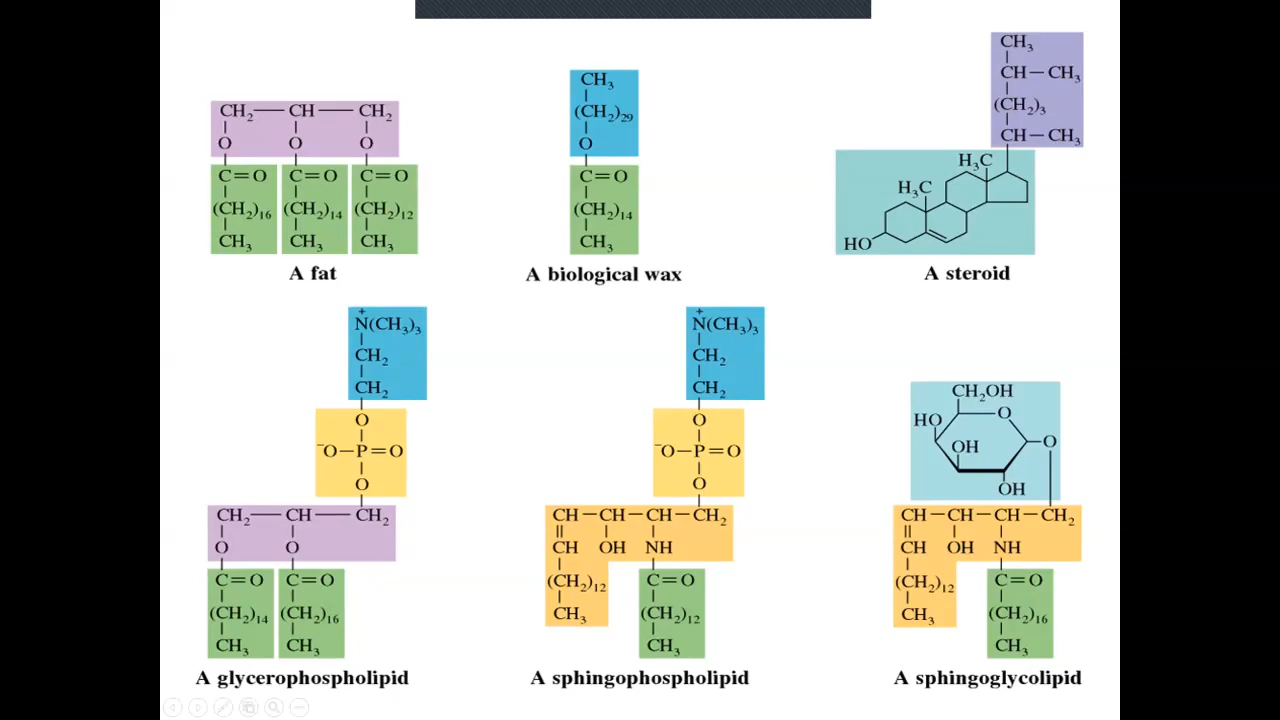 CH₂—CH—CH₂
O O O
C=O C=O C=O
(CH₂)₁₆ (CH₂)₁₄ (CH₂)₁₂
CH₃ CH₃ CH₃
A fat
CH₃
(CH₂)₂₉
O
C=O
(CH₂)₁₄
CH₃
A biological wax
CH₃
CH—CH₃
(CH₂)₃
CH—CH₃
H₃C
H₃C
HO
A steroid
N⁺(CH₃)₃
CH₂
CH₂
O
⁻O—P=O
O
CH₂—CH—CH₂
O O
C=O C=O
(CH₂)₁₄ (CH₂)₁₆
CH₃ CH₃
A glycerophospholipid
N⁺(CH₃)₃
CH₂
CH₂
O
⁻O—P=O
O
CH—CH—CH—CH₂
CH OH NH
(CH₂)₁₂ C=O
CH₃ (CH₂)₁₂
CH₃
A sphingophospholipid
CH₂OH
HO O
OH O
OH
CH—CH—CH—CH₂
CH OH NH
(CH₂)₁₂ C=O
CH₃ (CH₂)₁₆
CH₃
A sphingoglycolipid